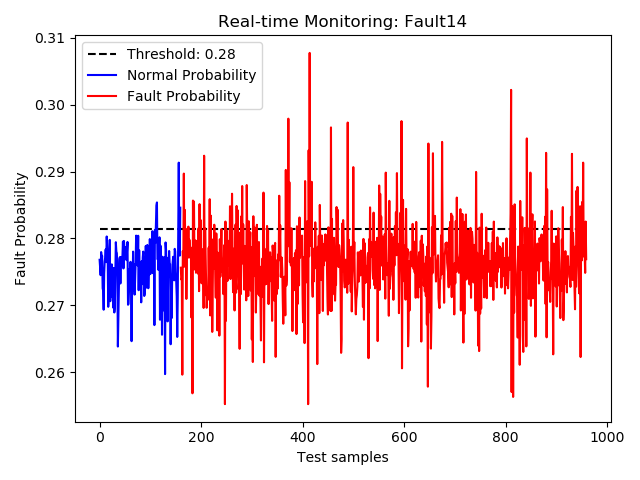 Real-time Monitoring: Fault14
Threshold: 0.28
Normal Probability
Fault Probability
Fault Probability
0.31
0.30
0.29
0.28
0.27
0.26
0 200 400 600 800 1000
Test samples